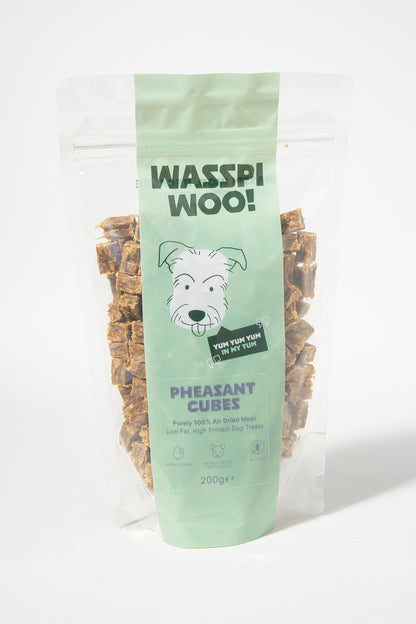 WASSPI
WOO!
YUM YUM YUM
IN MY TUM
PHEASANT
CUBES
Purely 100% Air Dried Meat
Low Fat, High Protein Dog Treats
200g℮